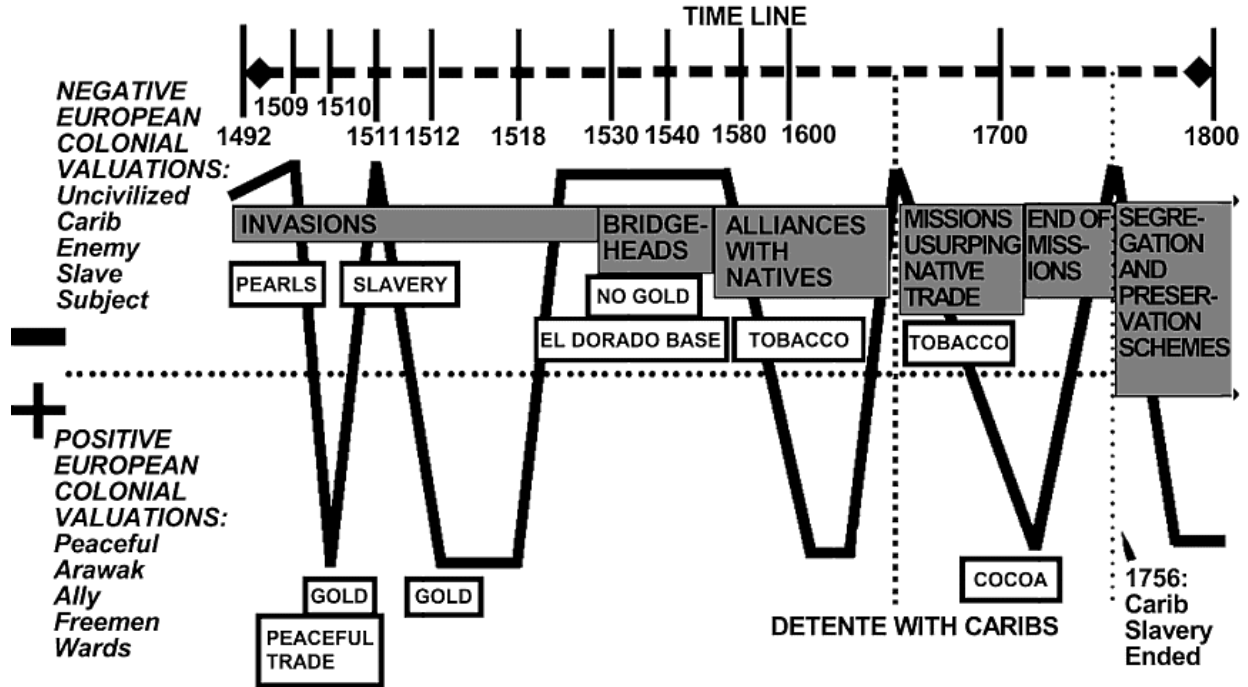 TIME LINE
1492
1509
1510
1511
1512
1518
1530
1540
1580
1600
1700
1800
NEGATIVE
EUROPEAN
COLONIAL
VALUATIONS:
Uncivilized
Carib
Enemy
Slave
Subject
INVASIONS
BRIDGE-
HEADS
ALLIANCES
WITH
NATIVES
MISSIONS
USURPING
NATIVE
TRADE
END OF
MISS-
IONS
SEGRE-
GATION
AND
PRESER-
VATION
SCHEMES
PEARLS
SLAVERY
NO GOLD
EL DORADO BASE
TOBACCO
TOBACCO
POSITIVE
EUROPEAN
COLONIAL
VALUATIONS:
Peaceful
Arawak
Ally
Freemen
Wards
GOLD
PEACEFUL
TRADE
GOLD
COCOA
DETENTE WITH CARIBS
1756:
Carib
Slavery
Ended